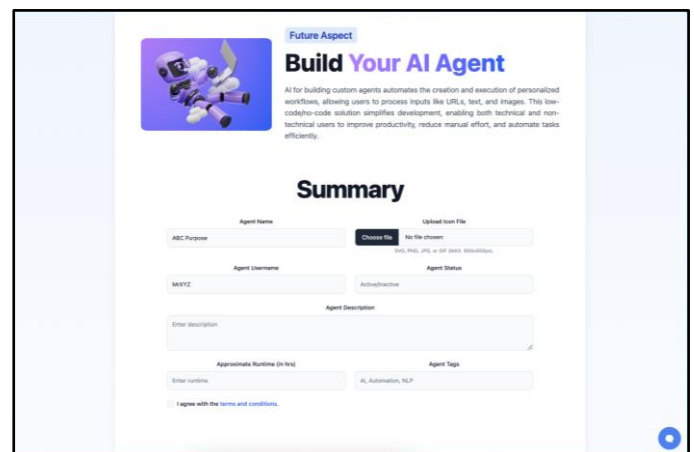 Future Aspect
Build Your AI Agent
AI for building custom agents automates the creation and execution of personalized
workflows, allowing users to process inputs like URLs, text, and images. This low-
code/no-code solution simplifies development, enabling both technical and non-
technical users to improve productivity, reduce manual effort, and automate tasks
efficiently.
Summary
Agent Name
Upload Icon File
ABC Purpose
Choose file No file chosen
SVG, PNG, JPG, or GIF (MAX. 800x400px).
Agent Username
Agent Status
MrXYZ
Active/Inactive
Agent Description
Enter description
Approximate Runtime (in hrs)
Agent Tags
Enter runtime
AI, Automation, NLP
I agree with the terms and conditions.